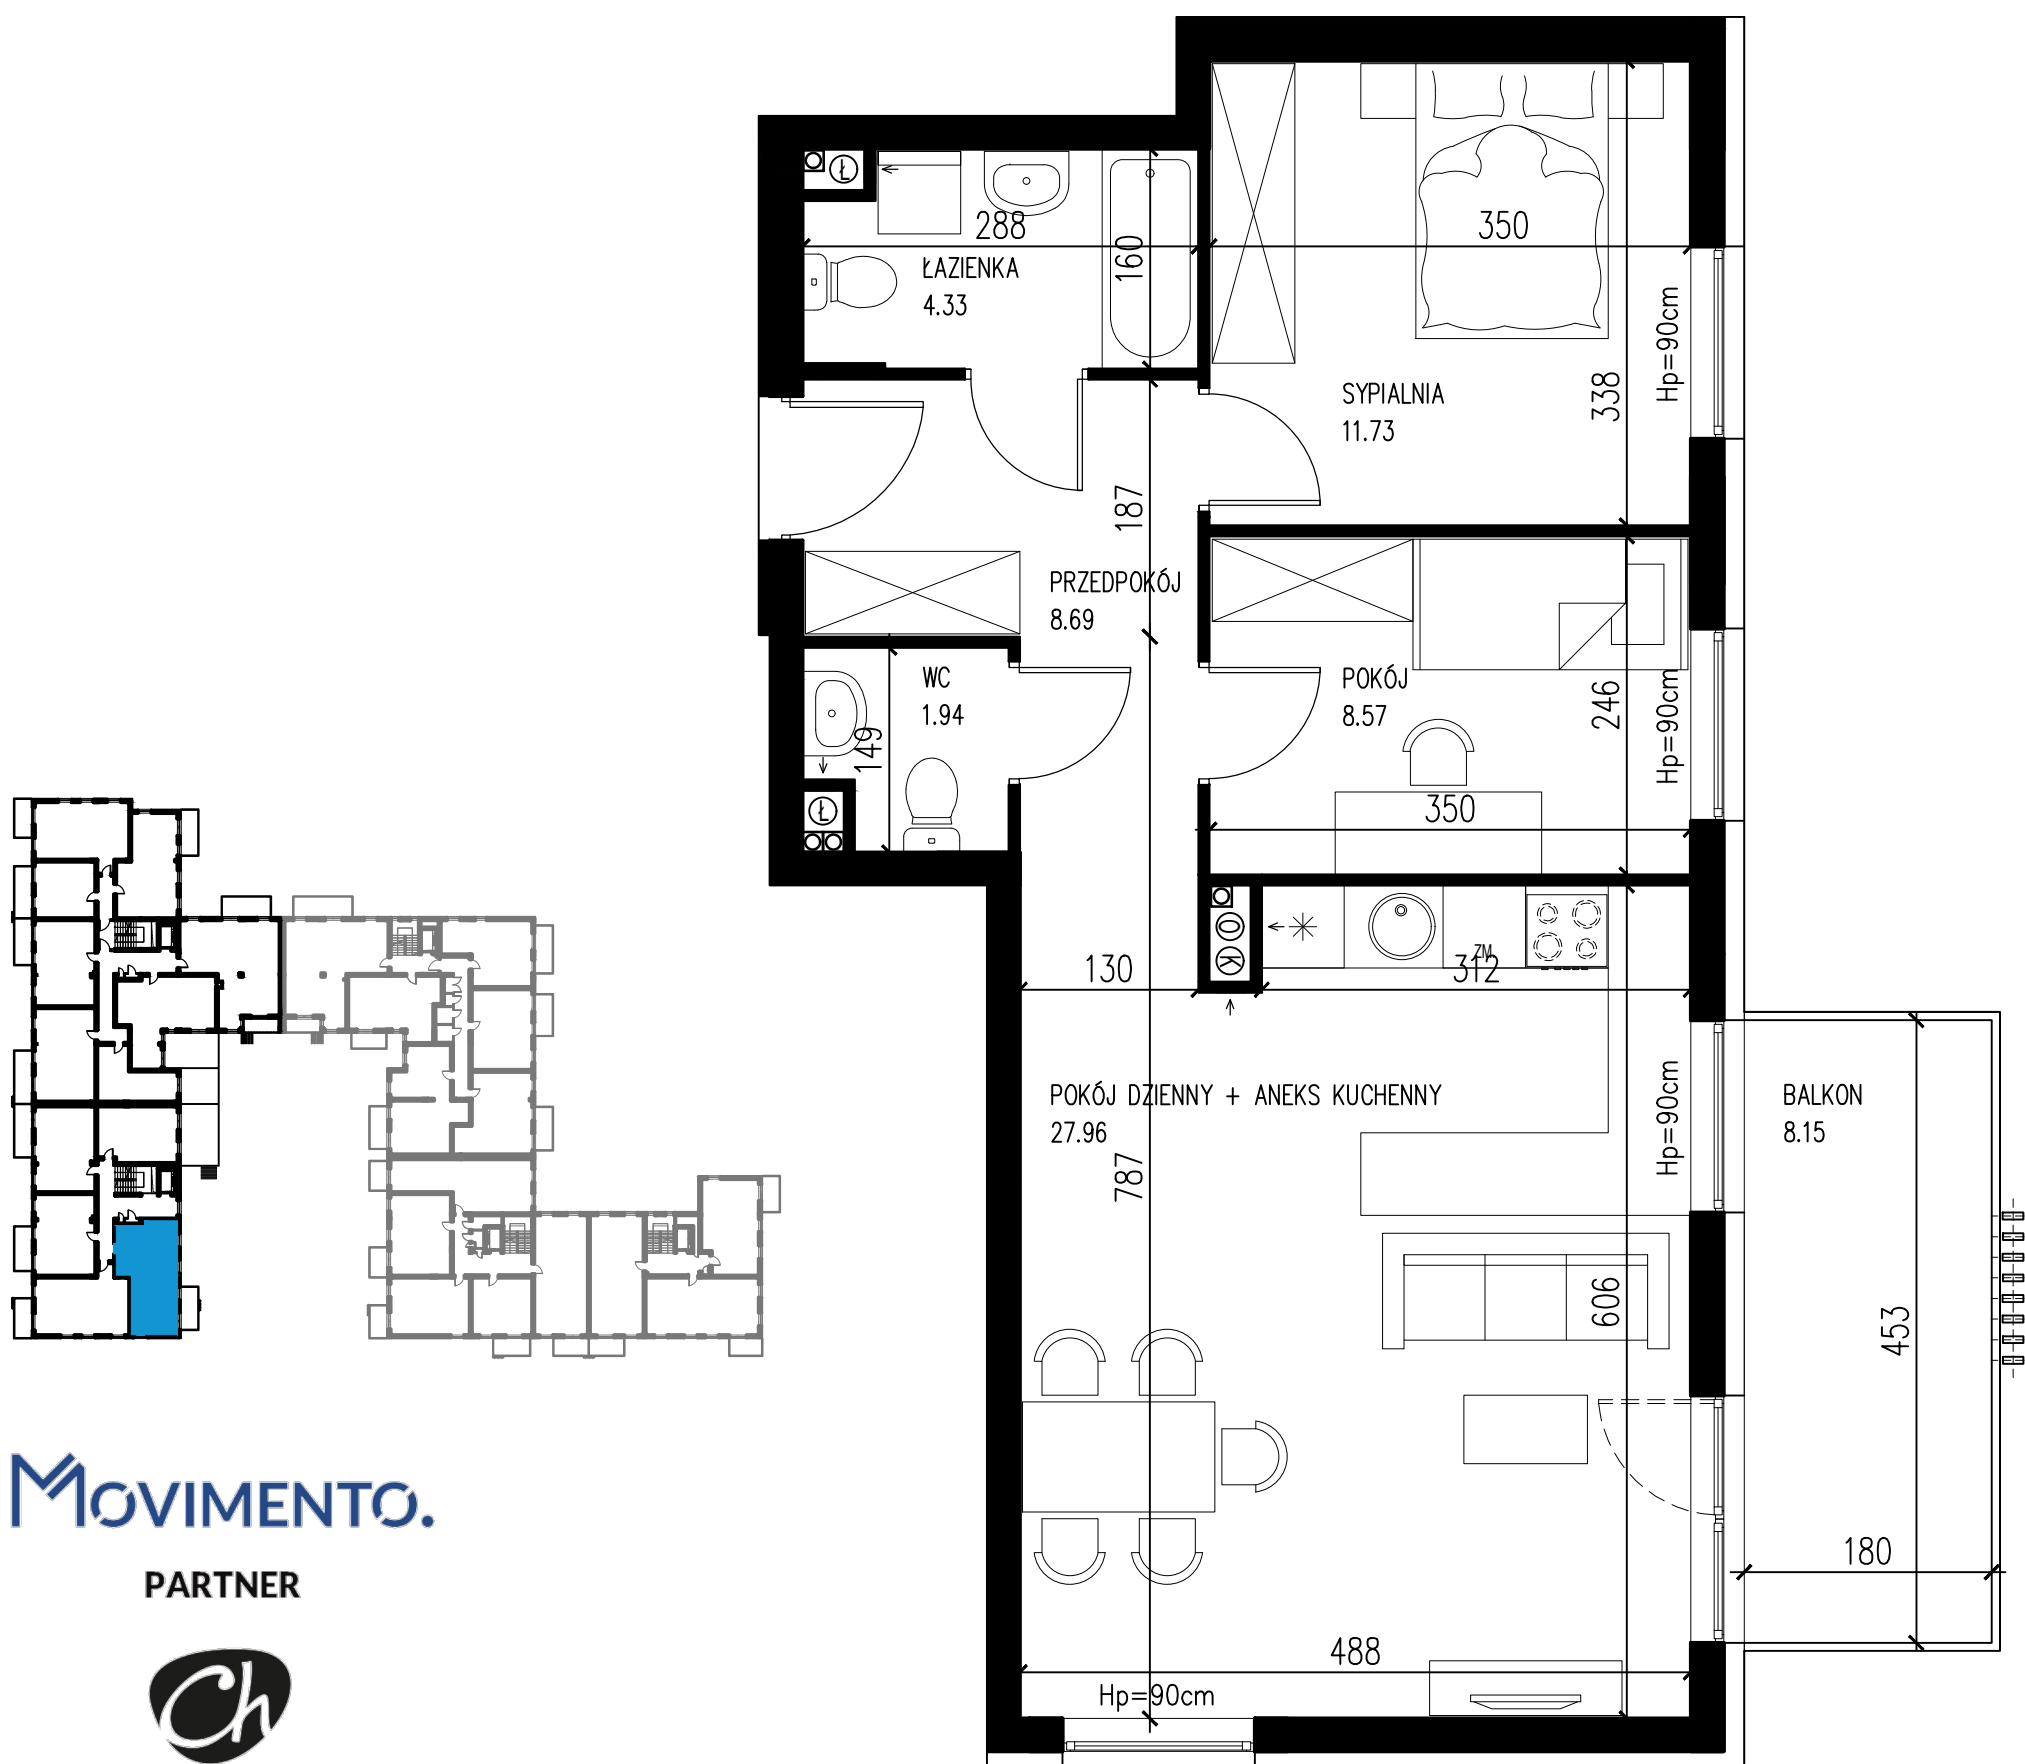 Ł
288
160
ŁAZIENKA
4.33
350
Hp=90cm
338
SYPIALNIA
11.73
187
PRZEDPOKÓJ
8.69
WC
1.94
149
Ł
POKÓJ
8.57
246
Hp=90cm
350
O
K
ZM
130
312
POKÓJ DZIENNY + ANEKS KUCHENNY
27.96
787
Hp=90cm
BALKON
8.15
606
453
180
488
Hp=90cm
MOVIMENTO.
PARTNER
Ch